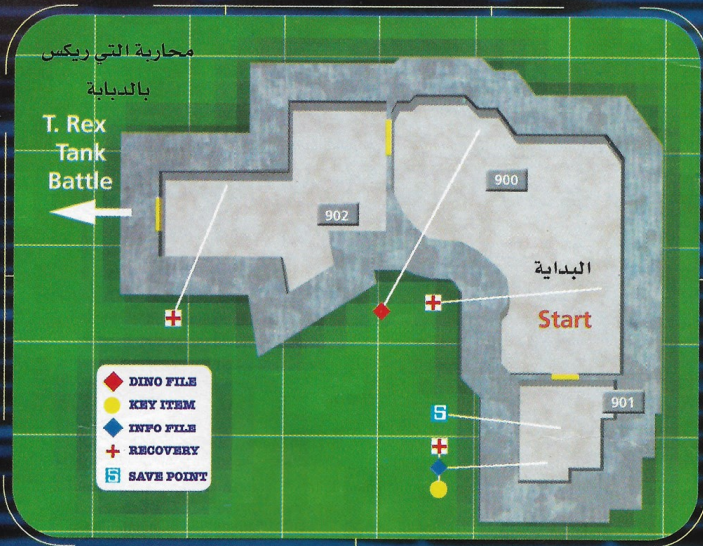 محاربة التي ريكس
بالدبابة
T. Rex
Tank
Battle
900
902
البداية
Start
901
S
DINO FILE
KEY ITEM
INFO FILE
RECOVERY
S SAVE POINT